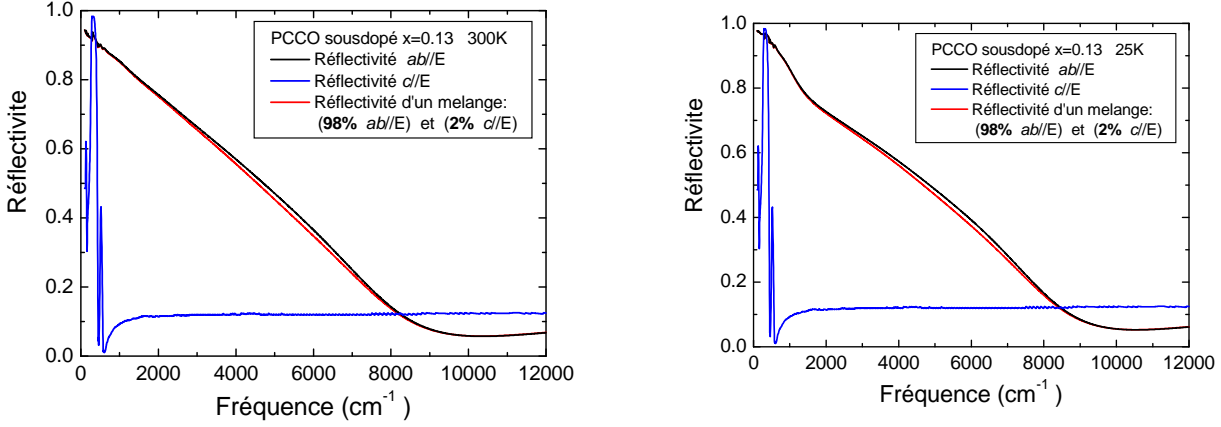 PCCO sousdopé x=0.13 300K
Réflectivité ab//E
Réflectivité c//E
Réflectivité d'un melange:
(98% ab//E) et (2% c//E)
Réflectivite
1.0
0.8
0.6
0.4
0.2
0.0
0 2000 4000 6000 8000 10000 12000
Fréquence (cm-1 )
PCCO sousdopé x=0.13 25K
Réflectivité ab//E
Réflectivité c//E
Réflectivité d'un melange:
(98% ab//E) et (2% c//E)
Réflectivite
1.0
0.8
0.6
0.4
0.2
0.0
0 2000 4000 6000 8000 10000 12000
Fréquence (cm-1 )